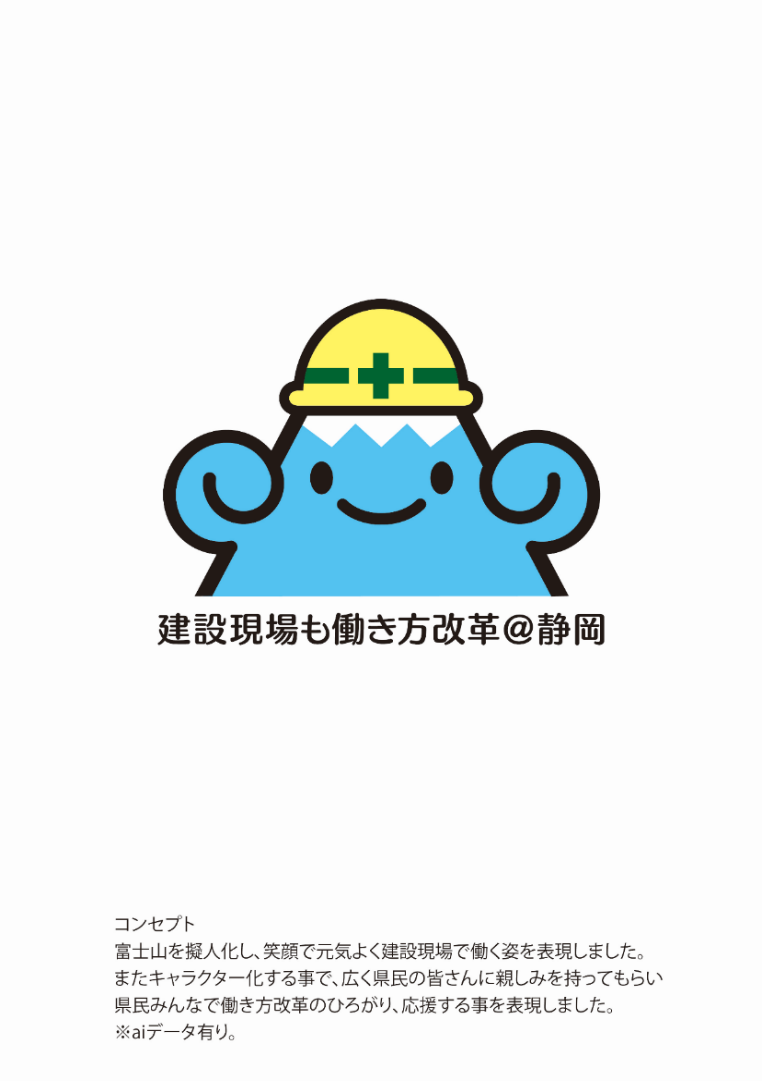 建設現場も働き方改革@静岡
コンセプト
富士山を擬人化し、笑顔で元気よく建設現場で働く姿を表現しました。
またキャラクター化する事で、広く県民の皆さんに親しみを持ってもらい
県民みんなで働き方改革のひろがり、応援する事を表現しました。
※aiデータ有り。